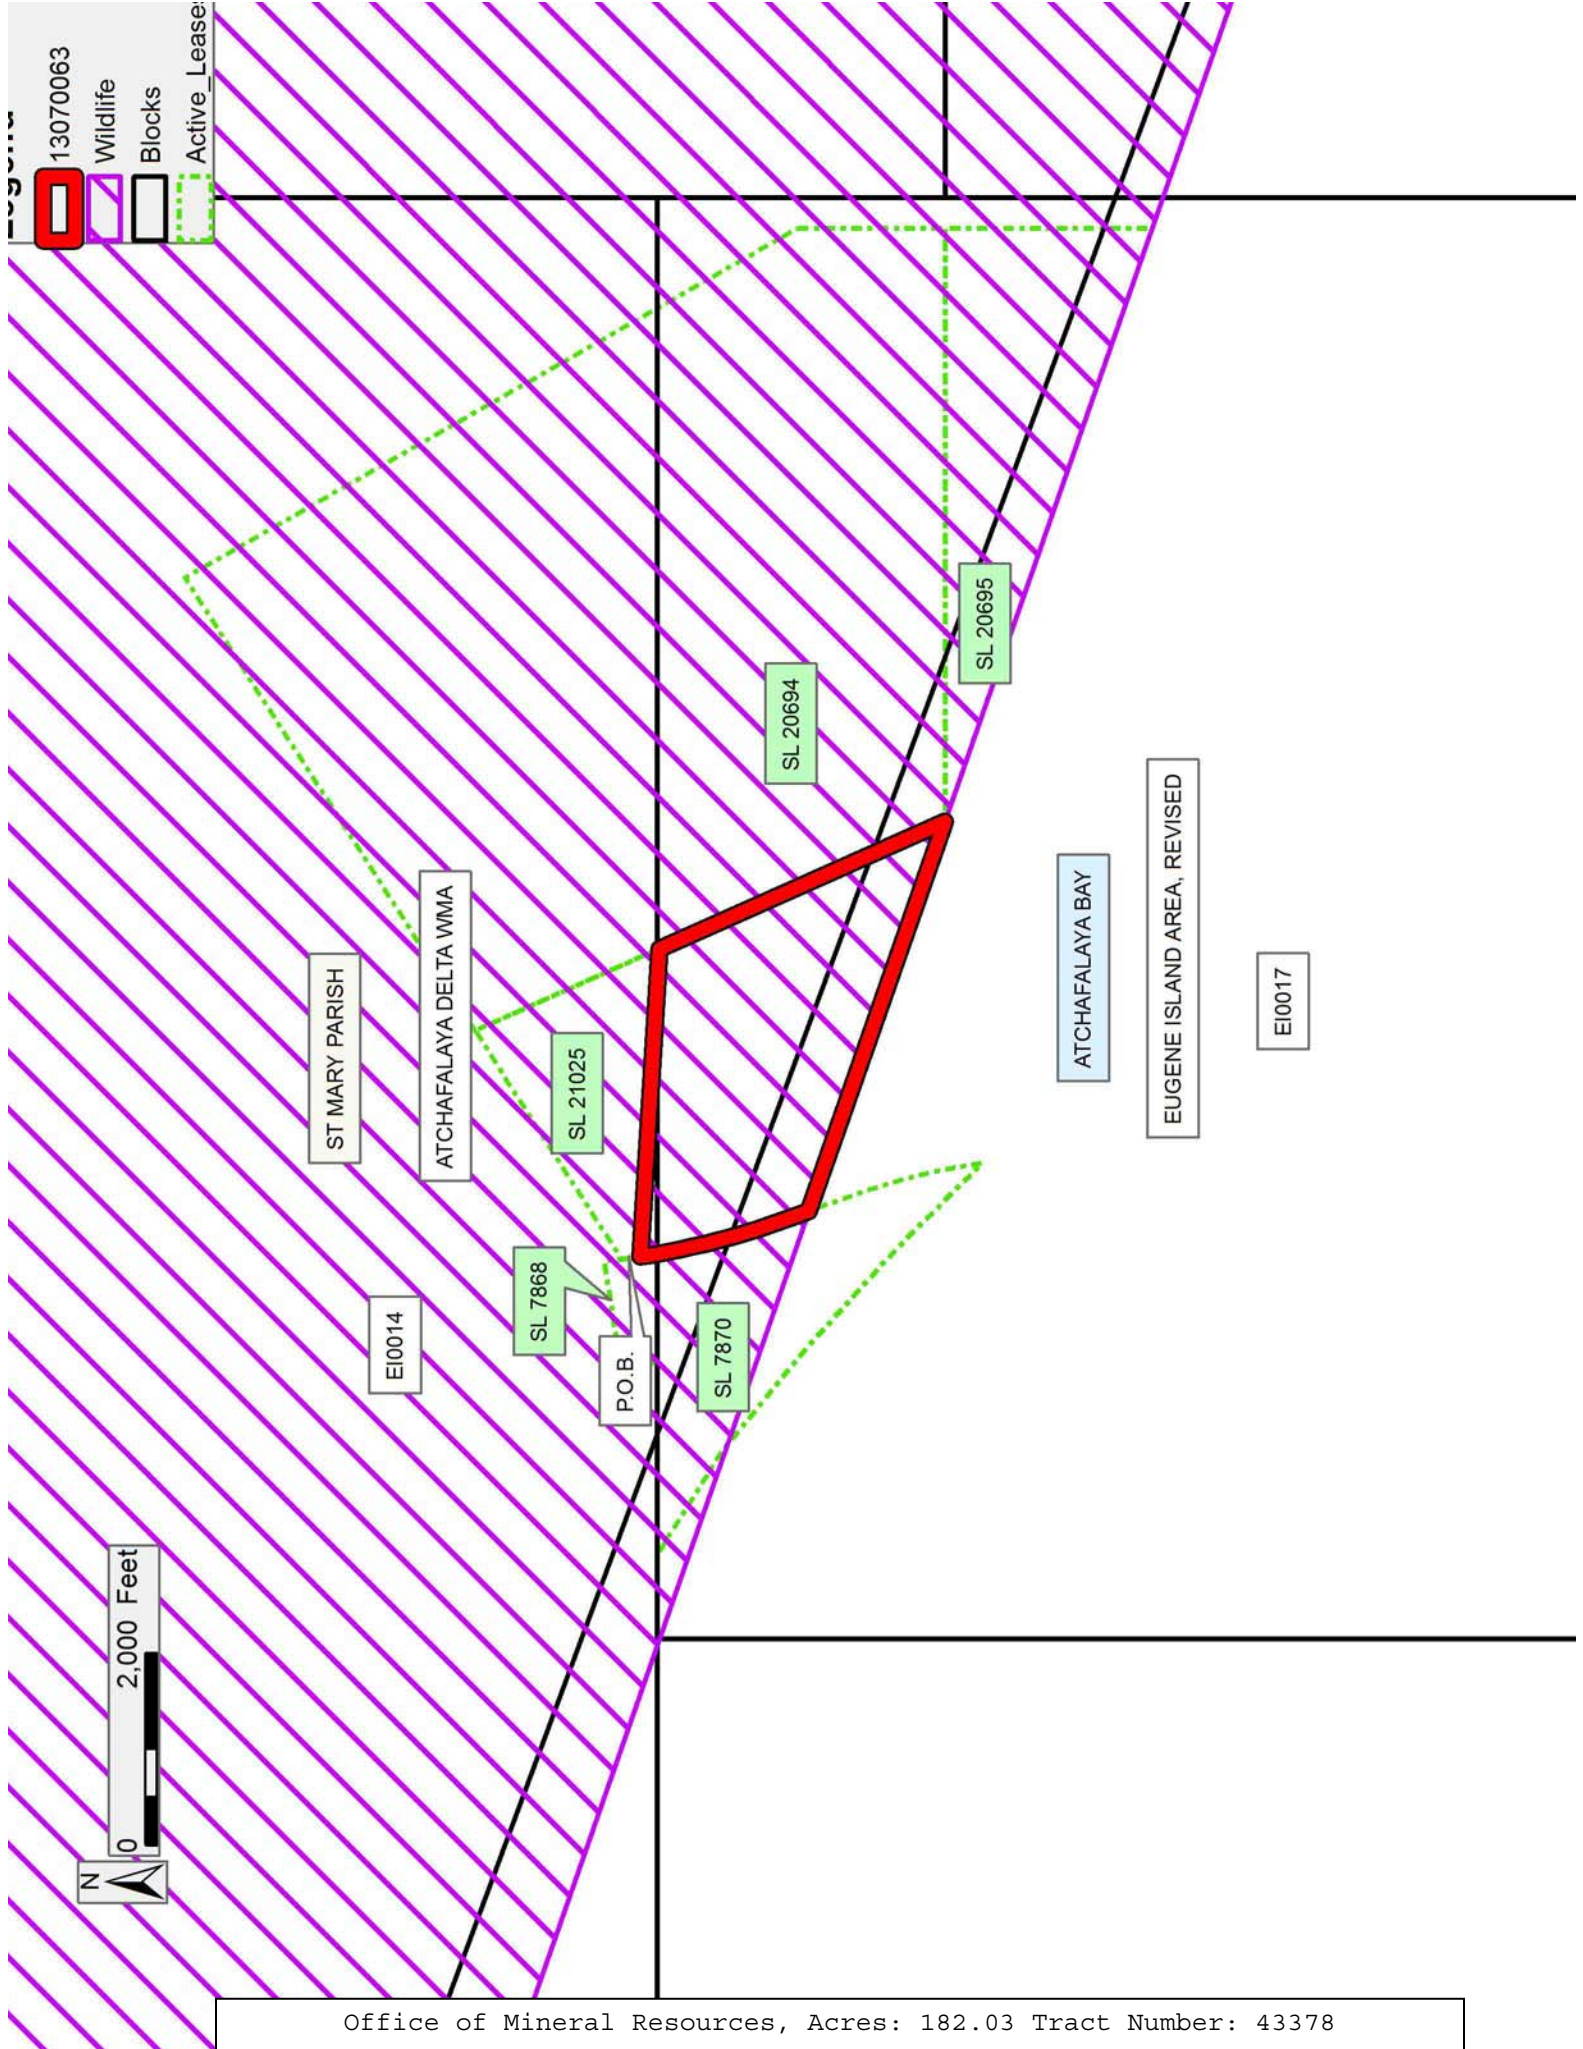 13070063
Wildlife
Blocks
ST MARY PARISH
ATCHAFALAYA DELTA WMA
EI0014
SL 7868
SL 21025
P.O.B.
SL 7870
SL 20694
SL 20695
ATCHAFALAYA BAY
EUGENE ISLAND AREA, REVISED
EI0017
N
0 2,000 Feet
Office of Mineral Resources, Acres: 182.03 Tract Number: 43378